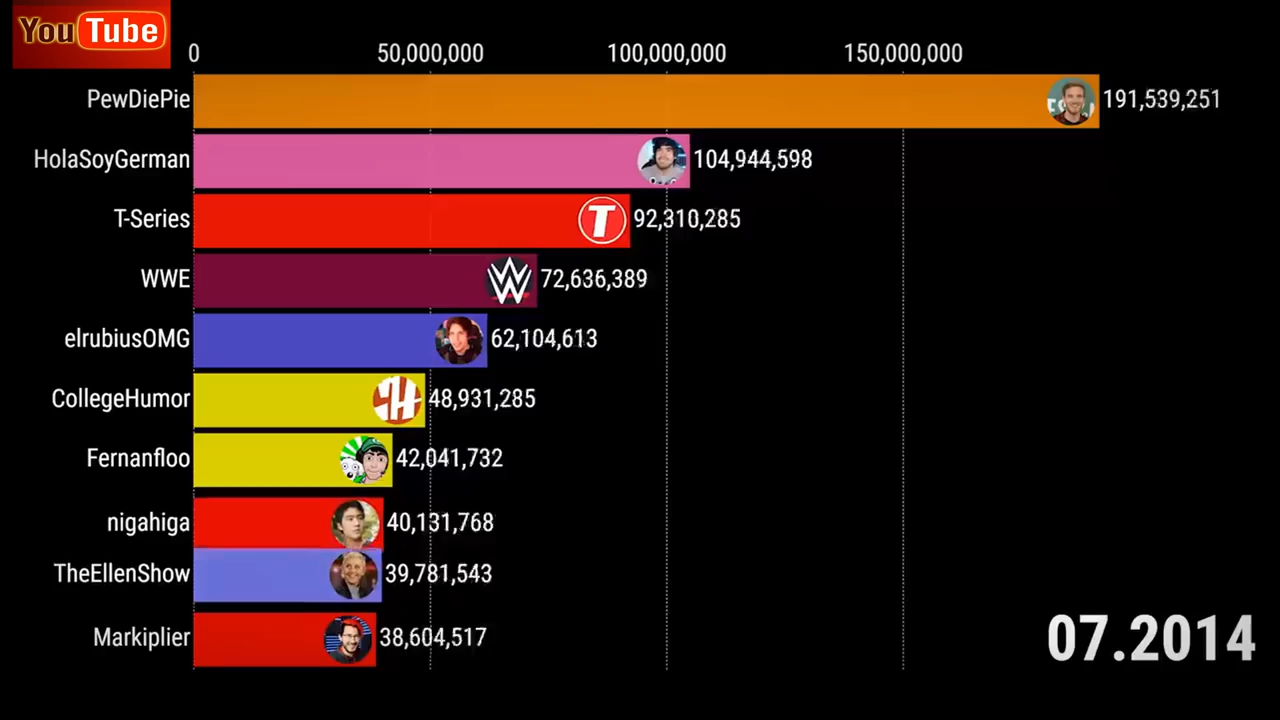 YouTube
0 50,000,000 100,000,000 150,000,000
PewDiePie 191,539,251
HolaSoyGerman 104,944,598
T-Series T 92,310,285
WWE W 72,636,389
elrubiusOMG 62,104,613
CollegeHumor H 48,931,285
Fernanfloo 42,041,732
nigahiga 40,131,768
TheEllenShow 39,781,543
Markiplier 38,604,517
07.2014